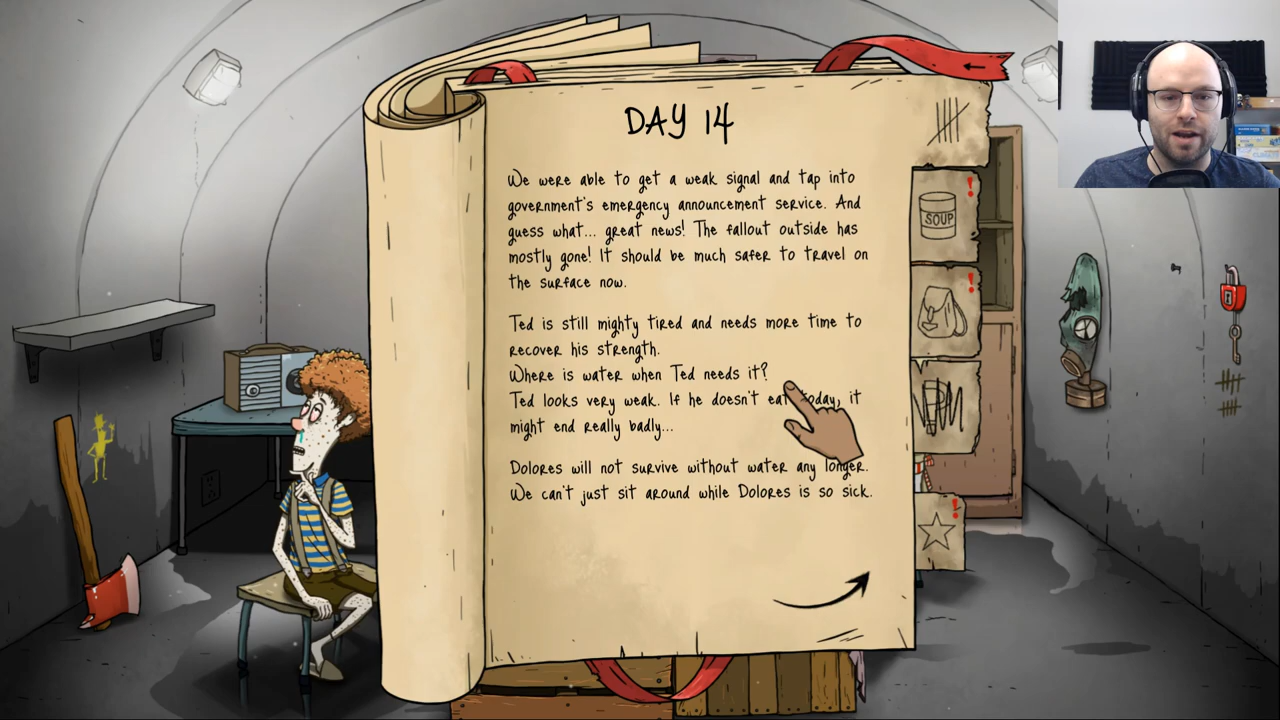 DAY 14
We were able to get a weak signal and tap into
government's emergency announcement service. And
guess what... great news! The fallout outside has
mostly gone! It should be much safer to travel on
the surface now.
Ted is still mighty tired and needs more time to
recover his strength.
Where is water when Ted needs it?
Ted looks very weak. If he doesn't eat today, it
might end really badly...
Dolores will not survive without water any longer.
We can't just sit around while Dolores is so sick.
!
SOUP
!
!